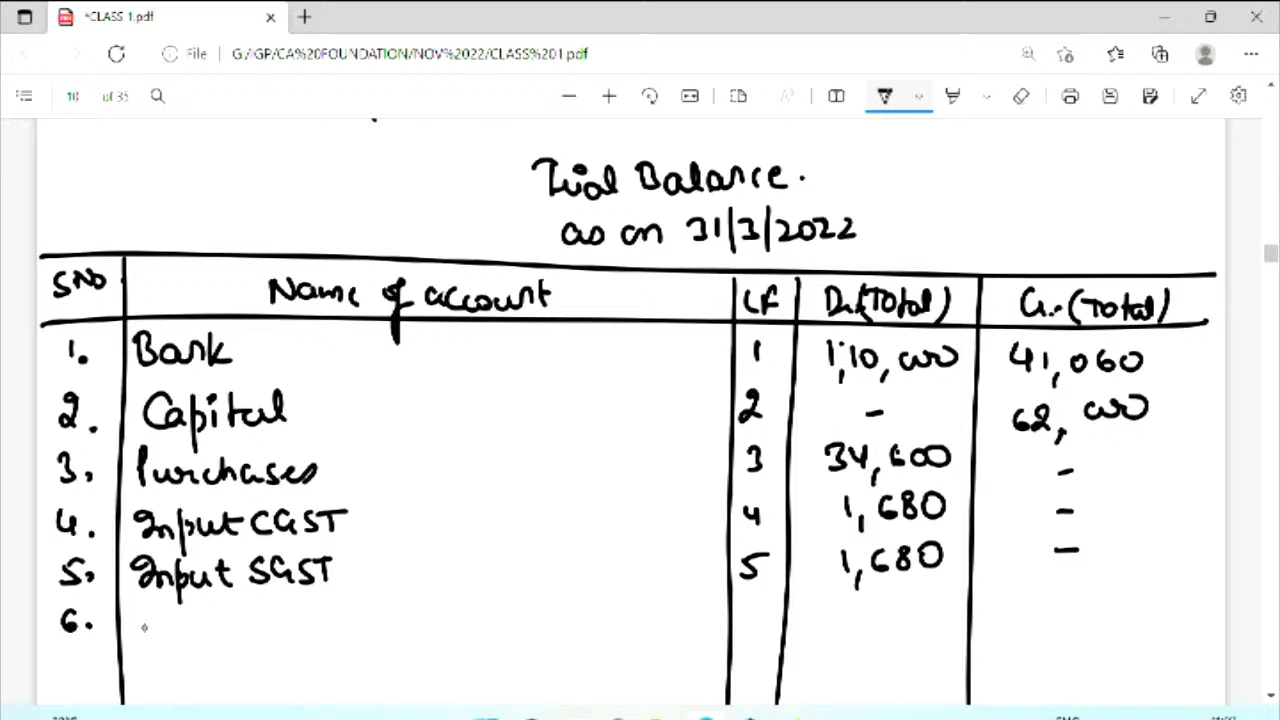 *CLASS 1.pdf
File G:/GP/CA%20FOUNDATION/NOV%2022/CLASS%201.pdf
10 of 35
Trial Balance.
as on 31/3/2022
SNO Name of account LF Dr.(Total) Cr.(Total)
1. Bank 1 1,10,000 41,060
2. Capital 2 - 62,000
3. Purchases 3 34,600 -
4. Input CGST 4 1,680 -
5. Input SGST 5 1,680 -
6.